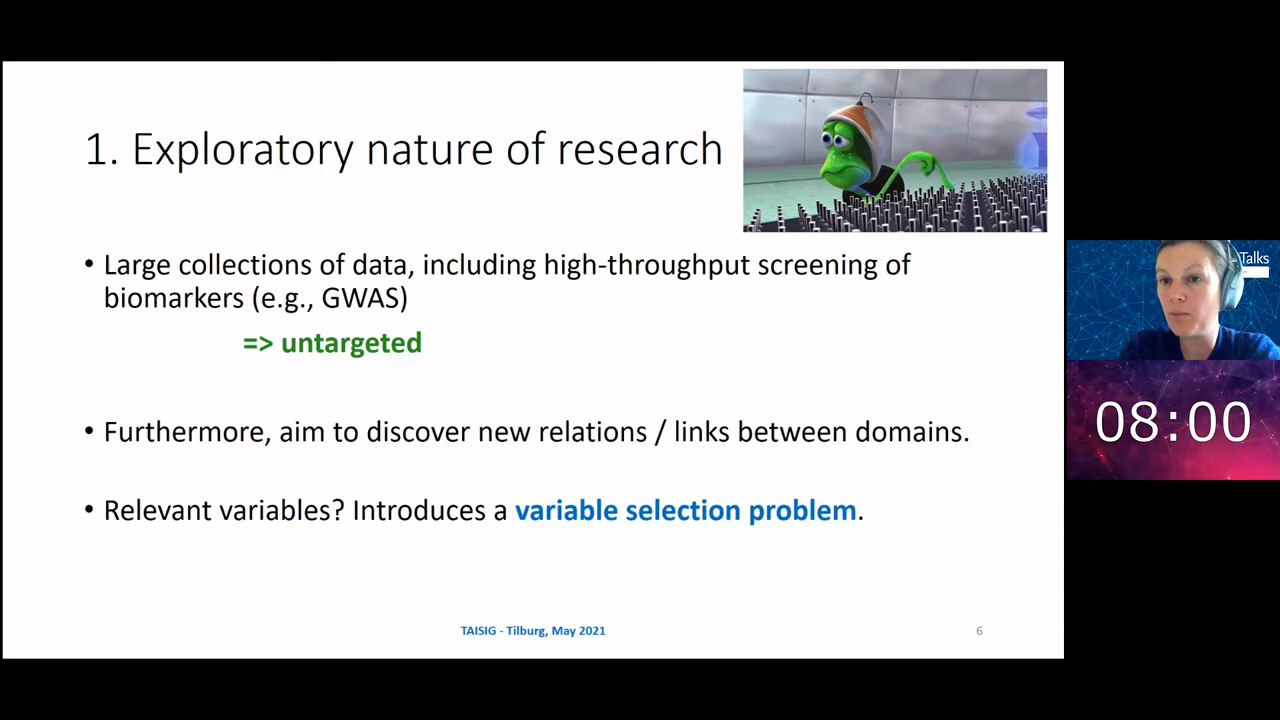 1. Exploratory nature of research
• Large collections of data, including high-throughput screening of
biomarkers (e.g., GWAS)
=> untargeted
• Furthermore, aim to discover new relations / links between domains.
• Relevant variables? Introduces a variable selection problem.
TAISIG - Tilburg, May 2021
6
Talks
08:00